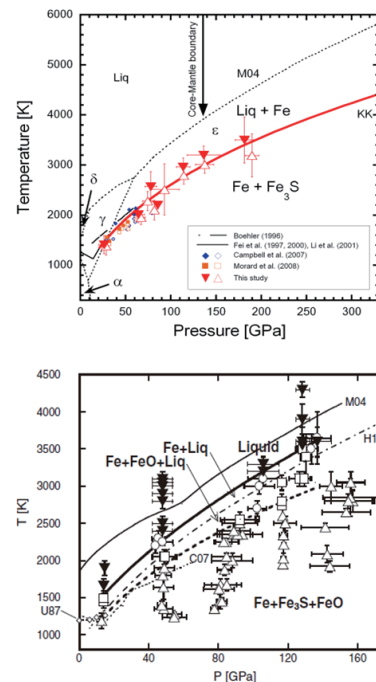 6000
5000
4000
3000
2000
1000
Temperature [K]
Liq
Core-Mantle boundary
M04
Liq + Fe
ε
KK
Fe + Fe3S
δ
γ
α
Boehler (1996)
Fei et al. (1997, 2000), Li et al. (2001)
Campbell et al. (2007)
Morard et al. (2008)
This study
0 50 100 150 200 250 300
Pressure [GPa]
4500
4000
3500
3000
2500
2000
1500
1000
T [K]
M04
Fe+Liq
Liquid
H1
Fe+FeO+Liq
C07
U87
Fe+Fe3S+FeO
0 40 80 120 160
P [GPa]